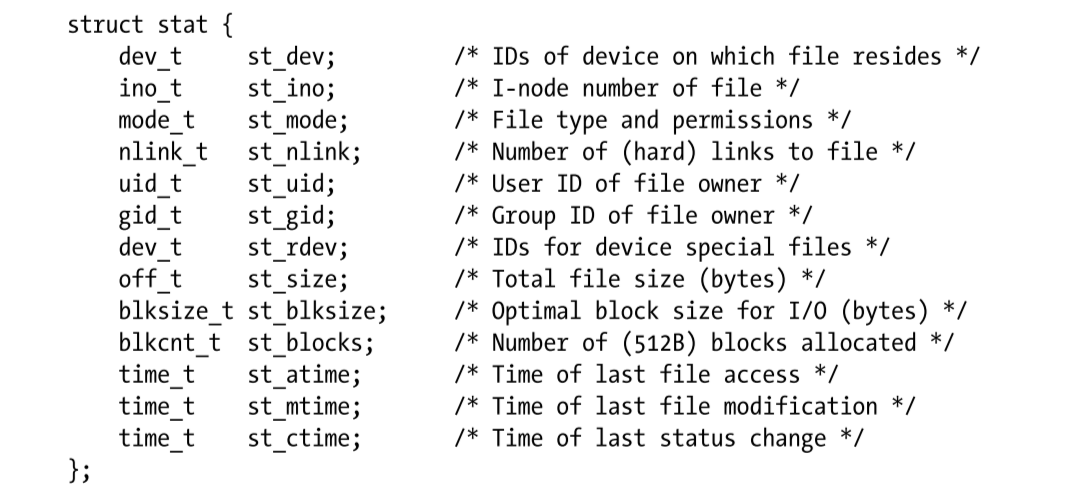 struct stat {
    dev_t     st_dev;         /* IDs of device on which file resides */
    ino_t     st_ino;         /* I-node number of file */
    mode_t    st_mode;        /* File type and permissions */
    nlink_t   st_nlink;       /* Number of (hard) links to file */
    uid_t     st_uid;         /* User ID of file owner */
    gid_t     st_gid;         /* Group ID of file owner */
    dev_t     st_rdev;        /* IDs for device special files */
    off_t     st_size;        /* Total file size (bytes) */
    blksize_t st_blksize;     /* Optimal block size for I/O (bytes) */
    blkcnt_t  st_blocks;      /* Number of (512B) blocks allocated */
    time_t    st_atime;       /* Time of last file access */
    time_t    st_mtime;       /* Time of last file modification */
    time_t    st_ctime;       /* Time of last status change */
};